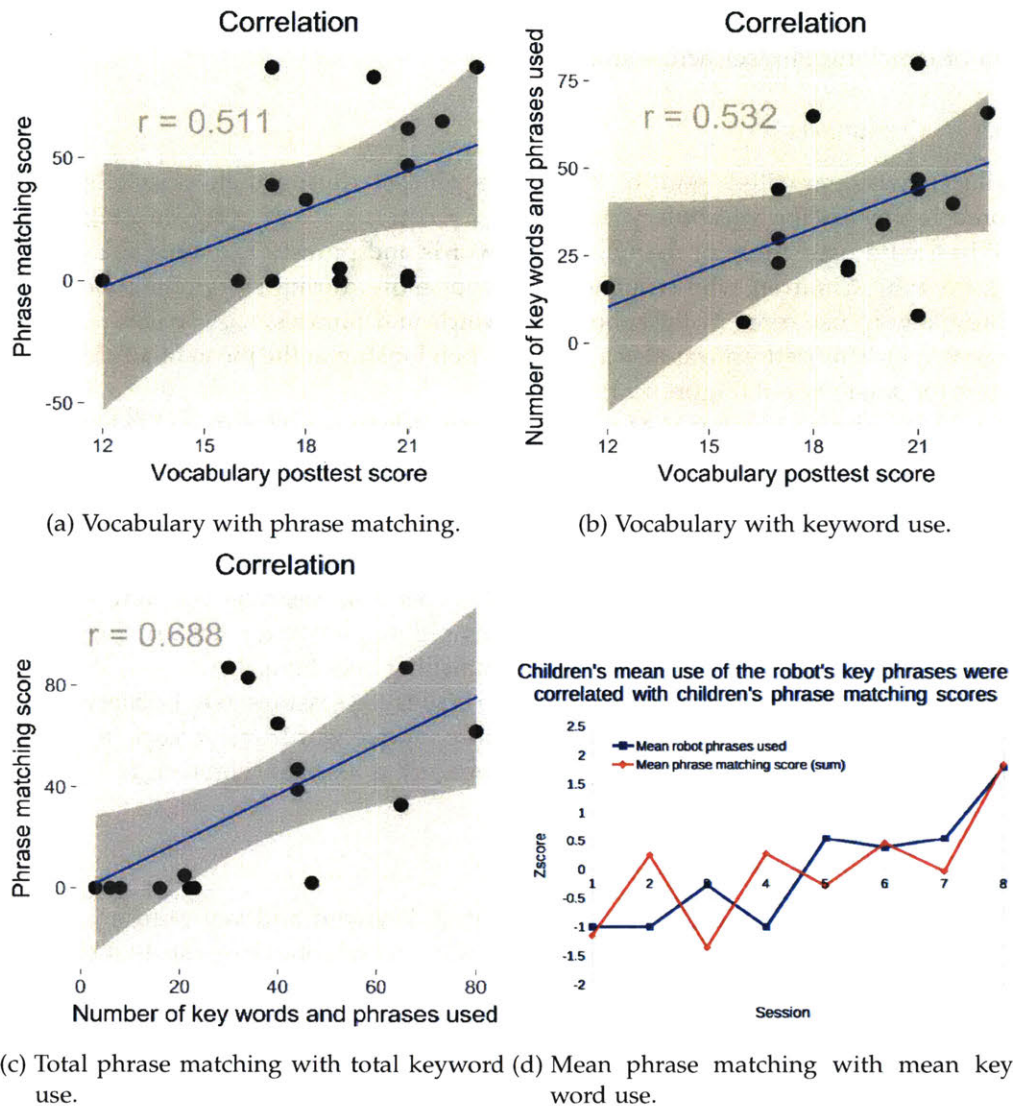 Correlation
r = 0.511
Phrase matching score
50
0
-50
12
15
18
21
Vocabulary posttest score
(a) Vocabulary with phrase matching.
Correlation
r = 0.532
Number of key words and phrases used
75
50
25
0
12
15
18
21
Vocabulary posttest score
(b) Vocabulary with keyword use.
Correlation
r = 0.688
Phrase matching score
80
40
0
0
20
40
60
80
Number of key words and phrases used
(c) Total phrase matching with total keyword
use.
Children's mean use of the robot's key phrases were
correlated with children's phrase matching scores
Mean robot phrases used
Mean phrase matching score (sum)
Zscore
2.5
2
1.5
1
0.5
0
-0.5
-1
-1.5
-2
1
2
3
4
5
6
7
8
Session
(d) Mean phrase matching with mean key
word use.